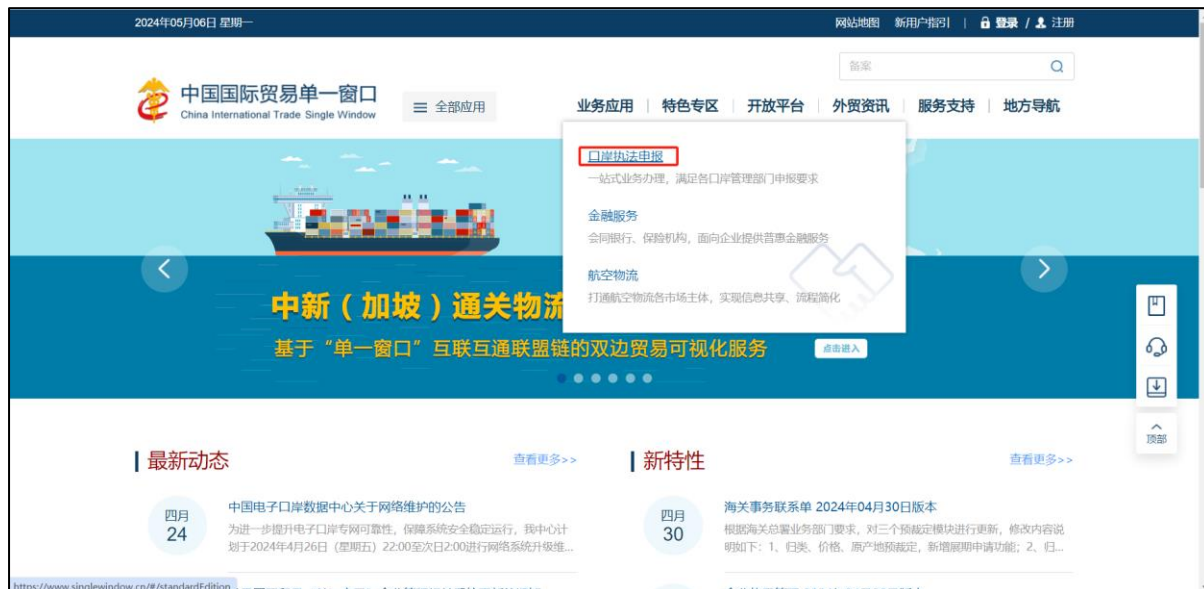 2024年05月06日 星期一
网站地图 新用户指引 | 登录 / 注册
备案
中国国际贸易单一窗口
China International Trade Single Window
全部应用
业务应用 | 特色专区 | 开放平台 | 外贸资讯 | 服务支持 | 地方导航
口岸执法申报
一站式业务办理，满足各口岸管理部门申报要求
金融服务
会同银行、保险机构，面向企业提供普惠金融服务
航空物流
打通航空物流各市场主体，实现信息共享、流程简化
中新（加坡）通关物流
基于“单一窗口”互联互通联盟链的双边贸易可视化服务
点击进入
顶部
最新动态
查看更多>>
四月
24
中国电子口岸数据中心关于网络维护的公告
为进一步提升电子口岸专网可靠性，保障系统安全稳定运行，我中心计
划于2024年4月26日（星期五）22:00至次日2:00进行网络系统升级维...
新特性
查看更多>>
四月
30
海关事务联系单 2024年04月30日版本
根据海关总署业务部门要求，对三个预裁定模块进行更新，修改内容说
明如下：1、归类、价格、原产地预裁定，新增展期申请功能；2、归...
https://www.singlewindow.cn/#/standardEdition